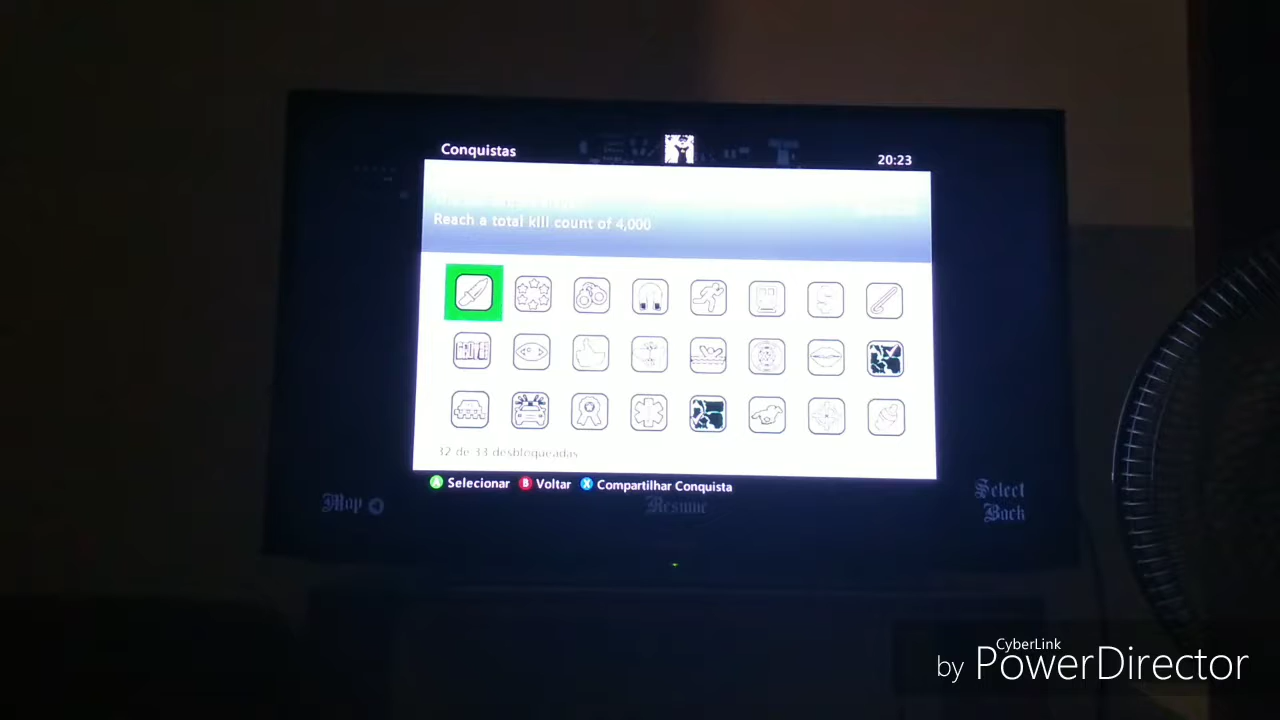 Conquistas
20:23
Reach a total kill count of 4,000
32 de 33 desbloqueadas
A Selecionar B Voltar X Compartilhar Conquista
Map
Resume
Select
Back
CyberLink
by PowerDirector